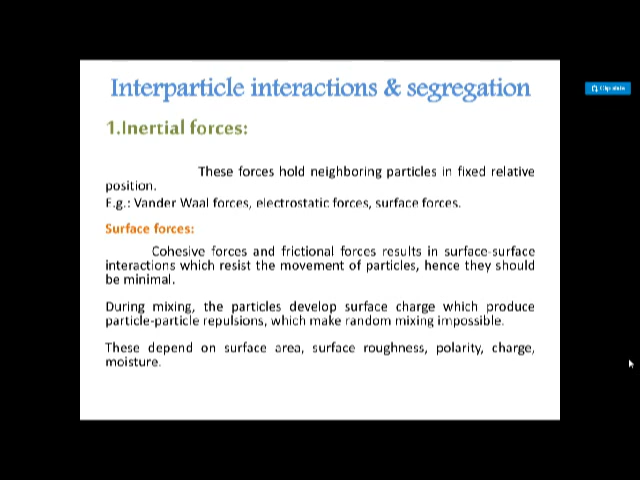 Interparticle interactions & segregation
1.Inertial forces:
These forces hold neighboring particles in fixed relative
position.
E.g.: Vander Waal forces, electrostatic forces, surface forces.
Surface forces:
Cohesive forces and frictional forces results in surface-surface
interactions which resist the movement of particles, hence they should
be minimal.
During mixing, the particles develop surface charge which produce
particle-particle repulsions, which make random mixing impossible.
These depend on surface area, surface roughness, polarity, charge,
moisture.